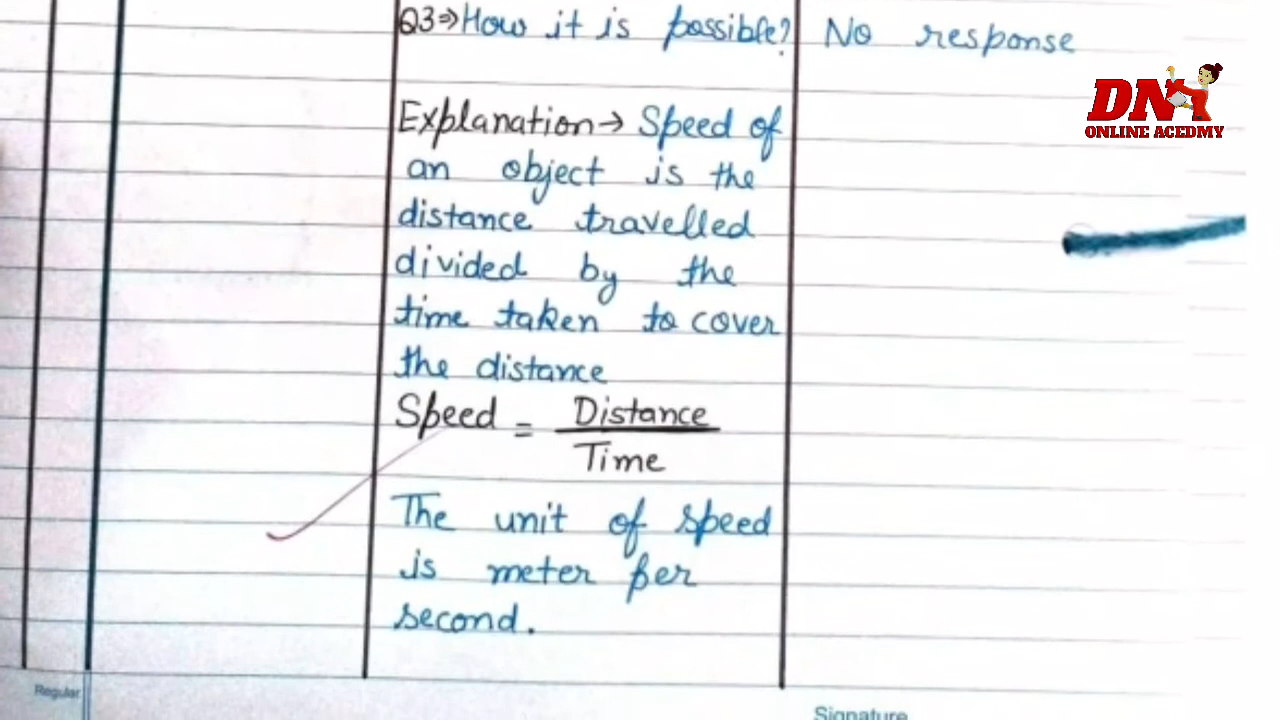 Q3⇒How it is possible? No response
DN
ONLINE ACEDMY
Explanation→ Speed of
an object is the
distance travelled
divided by the
time taken to cover
the distance
Speed = Distance
Time
The unit of speed
is meter per
second.
Regular
Signature